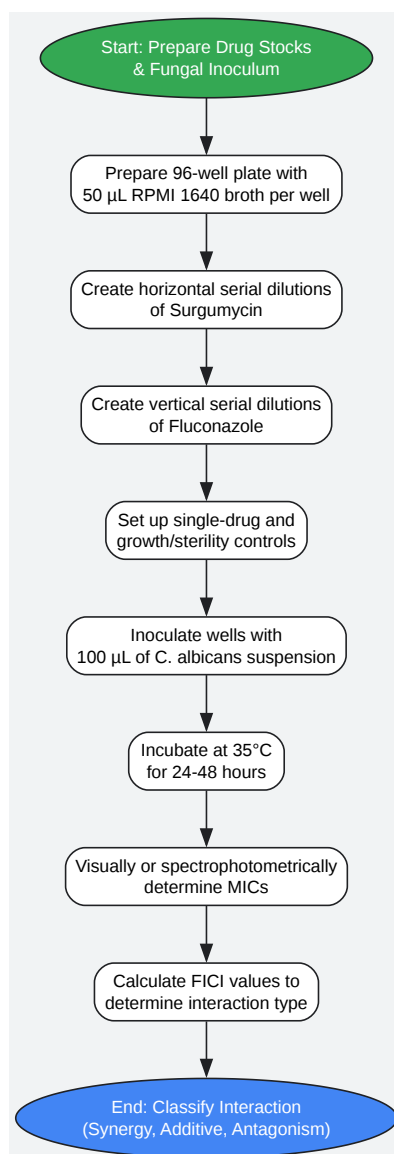 Start: Prepare Drug Stocks
& Fungal Inoculum
Prepare 96-well plate with
50 µL RPMI 1640 broth per well
Create horizontal serial dilutions
of Surgumycin
Create vertical serial dilutions
of Fluconazole
Set up single-drug and
growth/sterility controls
Inoculate wells with
100 µL of C. albicans suspension
Incubate at 35°C
for 24-48 hours
Visually or spectrophotometrically
determine MICs
Calculate FICI values to
determine interaction type
End: Classify Interaction
(Synergy, Additive, Antagonism)